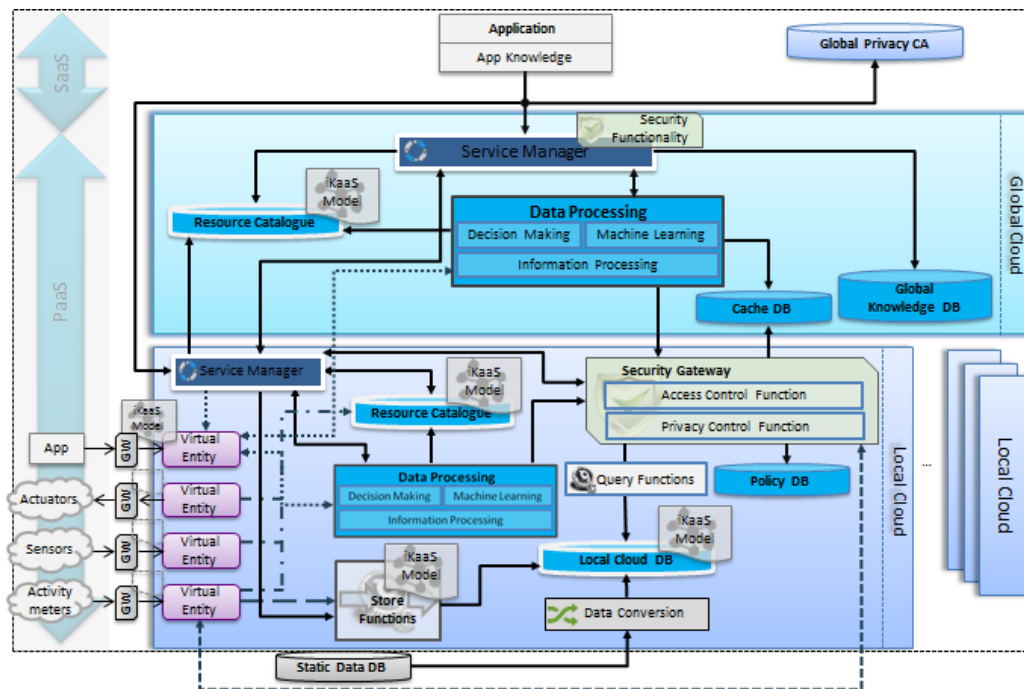 Application
App Knowledge
Global Privacy CA
SaaS
PaaS
Security
Functionality
Service Manager
iKaaS
Model
Resource Catalogue
Data Processing
Decision Making
Machine Learning
Information Processing
Cache DB
Global
Knowledge DB
Global Cloud
Service Manager
iKaaS
Model
Resource Catalogue
Security Gateway
Access Control Function
Privacy Control Function
iKaaS
Model
App
GW
Virtual
Entity
Data Processing
Decision Making
Machine Learning
Information Processing
Query Functions
Policy DB
Local Cloud
...
Local Cloud
Actuators
GW
Virtual
Entity
Sensors
GW
Virtual
Entity
iKaaS
Model
Local Cloud DB
Activity
meters
GW
Virtual
Entity
iKaaS
Model
Store
Functions
Data Conversion
Static Data DB